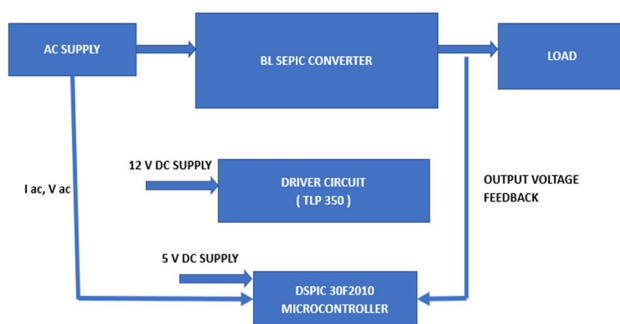 AC SUPPLY
BL SEPIC CONVERTER
LOAD
12 V DC SUPPLY
I ac, V ac
DRIVER CIRCUIT
( TLP 350 )
OUTPUT VOLTAGE
FEEDBACK
5 V DC SUPPLY
DSPIC 30F2010
MICROCONTROLLER